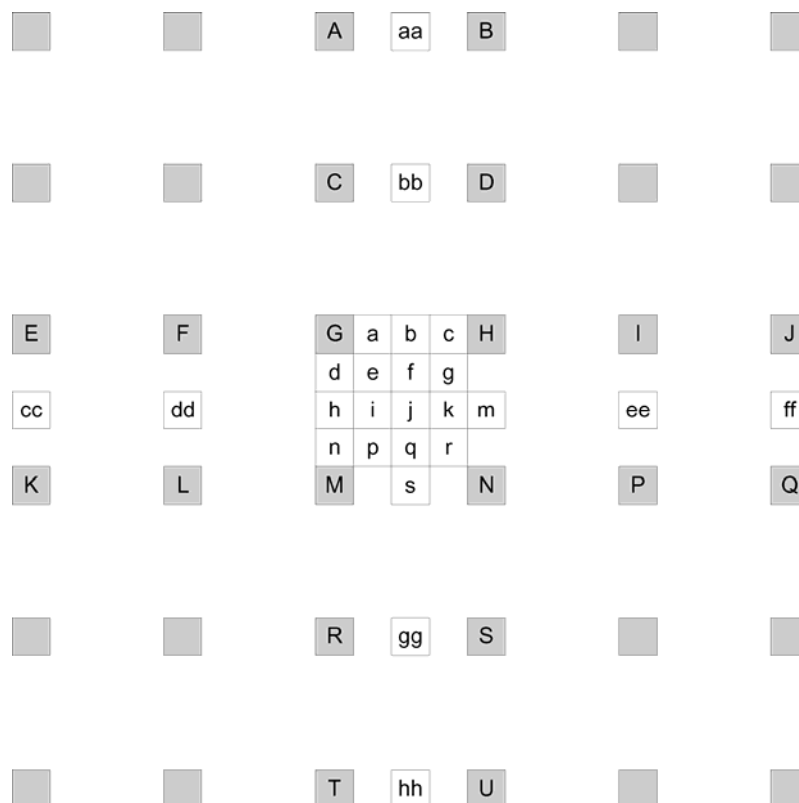 A aa B
C bb D
E F G a b c H I J
d e f g
cc dd h i j k m ee ff
n p q r
K L M s N P Q
R gg S
T hh U